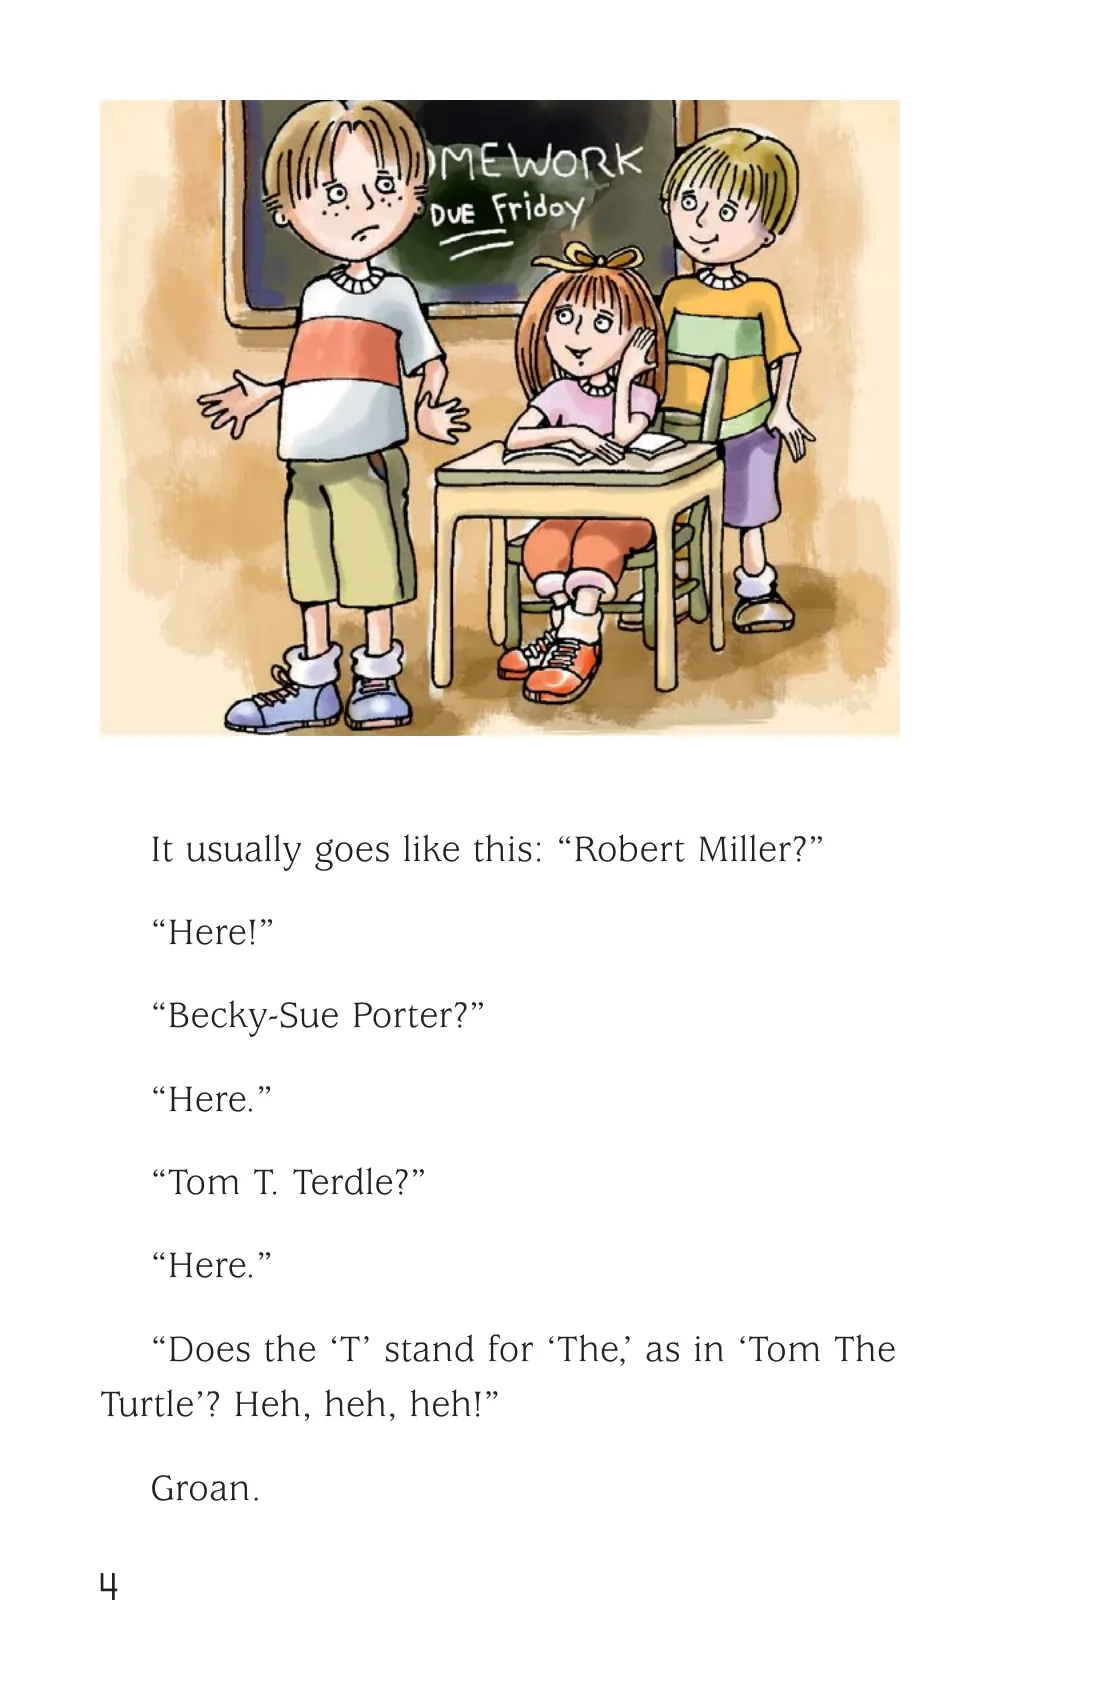 OMEWORK
DUE Friday
It usually goes like this: “Robert Miller?”
“Here!”
“Becky-Sue Porter?”
“Here.”
“Tom T. Terdle?”
“Here.”
“Does the ‘T’ stand for ‘The,’ as in ‘Tom The
Turtle’? Heh, heh, heh!”
Groan.
4